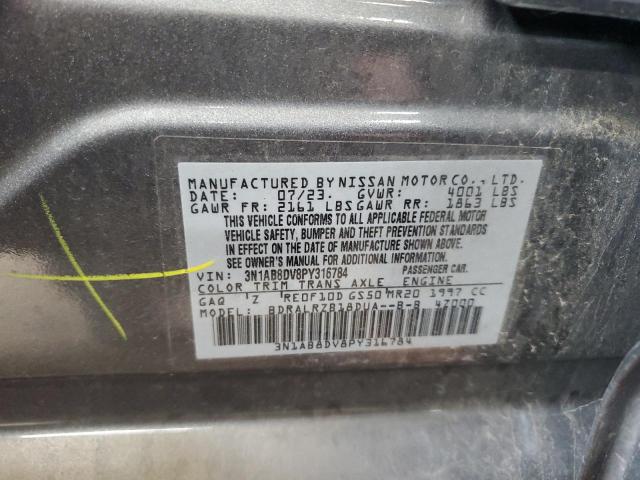 MANUFACTURED BY NISSAN MOTOR CO., LTD.
DATE: 07/23. GVWR: 4001 LBS
GAWR FR: 2161 LBS GAWR RR: 1863 LBS
THIS VEHICLE CONFORMS TO ALL APPLICABLE FEDERAL MOTOR
VEHICLE SAFETY, BUMPER AND THEFT PREVENTION STANDARDS
IN EFFECT ON THE DATE OF MANUFACTURE SHOWN ABOVE.
SEE OWNER'S MANUAL FOR ADDITIONAL INFORMATION
VIN: 3N1AB8DV8PY316784 PASSENGER CAR.
COLOR TRIM TRANS AXLE ENGINE
GAQ 'Z 'RE0F10D GS50 MR20 1997 CC
MODEL BDRALRZB18DUA--B-B 4Z000
3N1AB8DV8PY316784